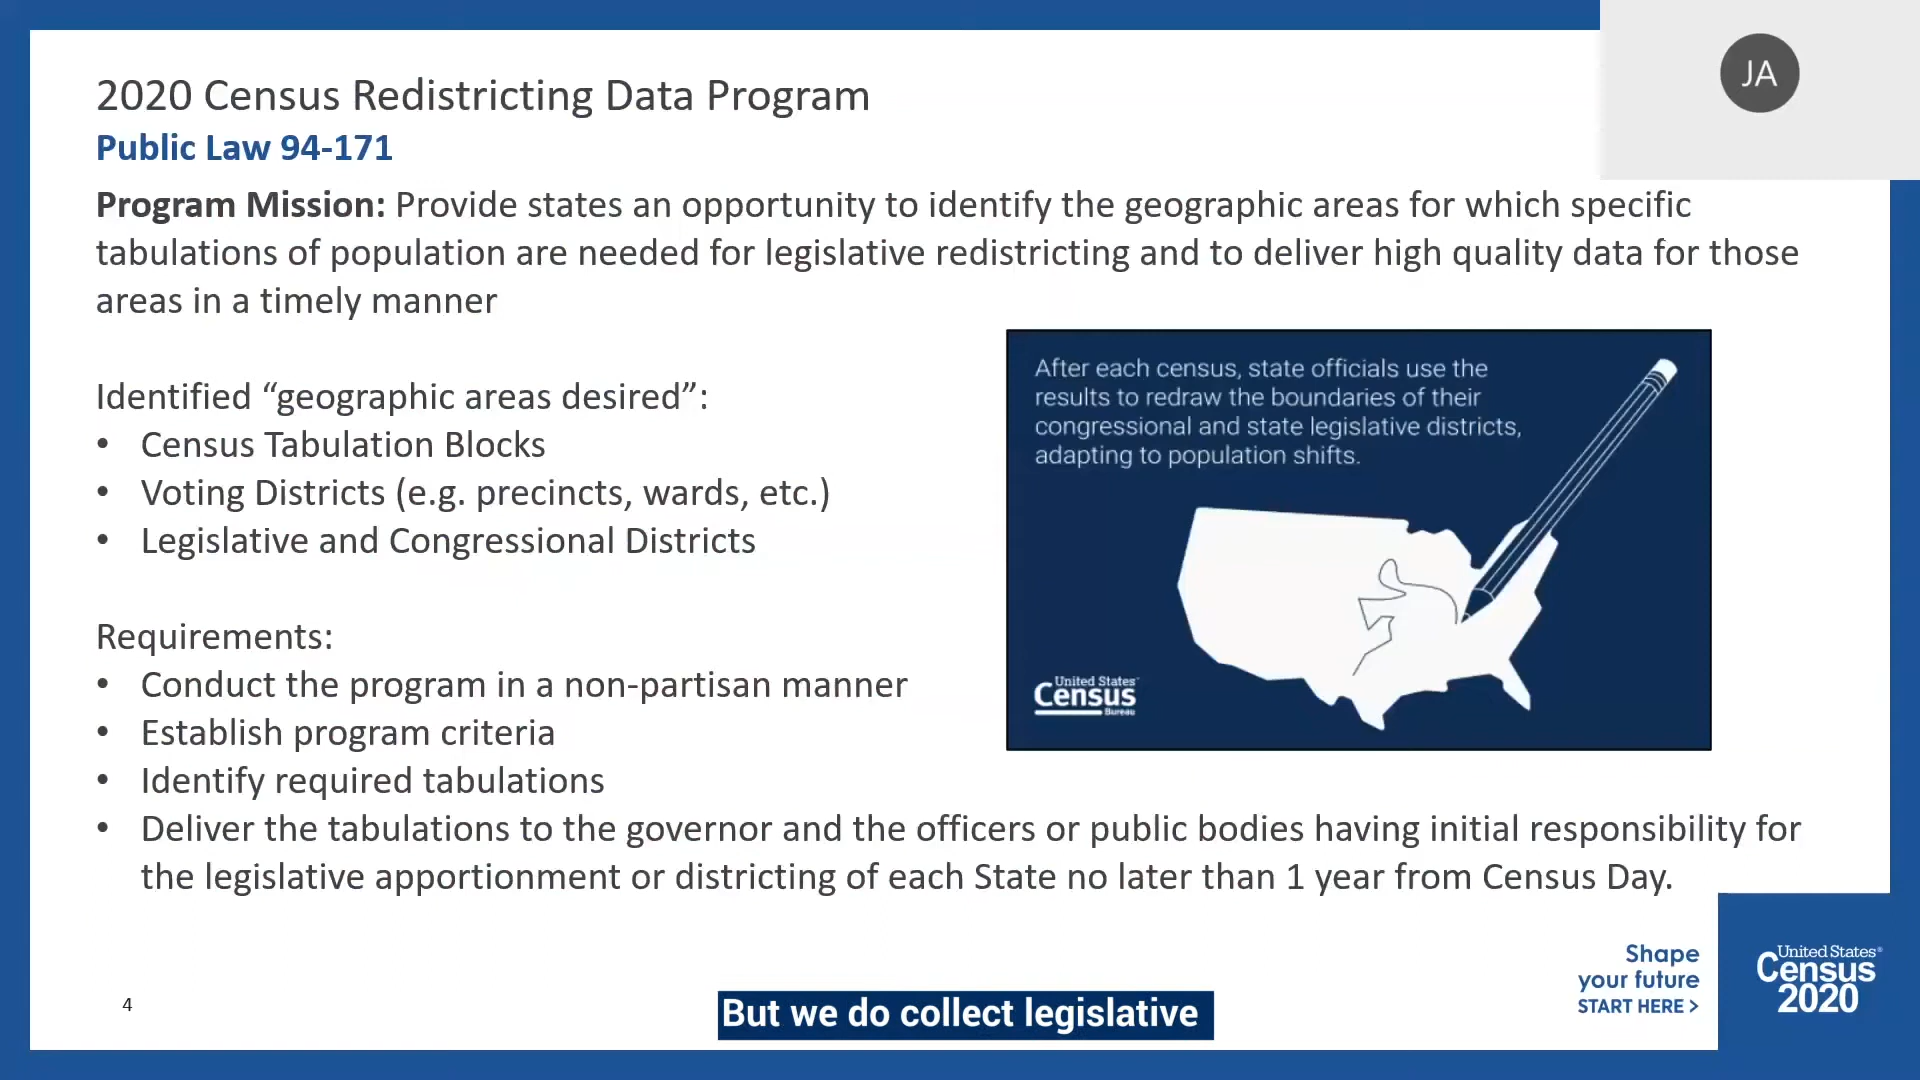 JA
2020 Census Redistricting Data Program
Public Law 94-171
Program Mission: Provide states an opportunity to identify the geographic areas for which specific
tabulations of population are needed for legislative redistricting and to deliver high quality data for those
areas in a timely manner
Identified “geographic areas desired”:
• Census Tabulation Blocks
• Voting Districts (e.g. precincts, wards, etc.)
• Legislative and Congressional Districts
Requirements:
• Conduct the program in a non-partisan manner
• Establish program criteria
• Identify required tabulations
• Deliver the tabulations to the governor and the officers or public bodies having initial responsibility for
the legislative apportionment or districting of each State no later than 1 year from Census Day.
After each census, state officials use the
results to redraw the boundaries of their
congressional and state legislative districts,
adapting to population shifts.
United States™
Census
Bureau
Shape
your future
START HERE >
United States®
Census
2020
4
But we do collect legislative